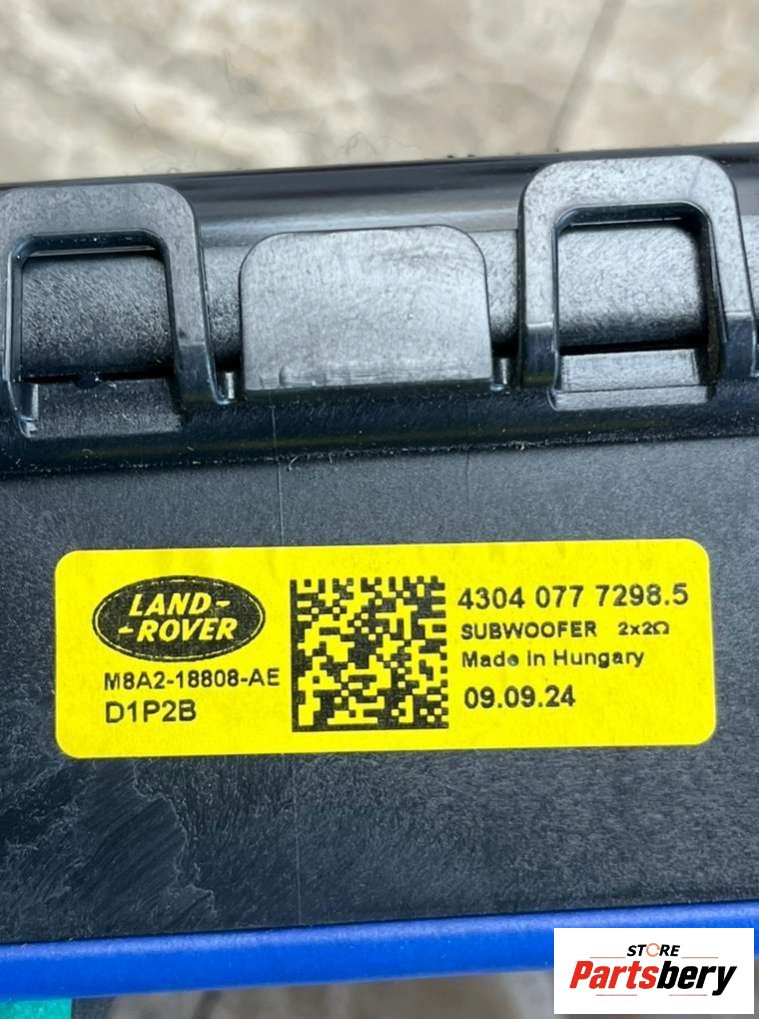 LAND-
-ROVER
M8A2-18808-AE
D1P2B
4304 077 7298.5
SUBWOOFER 2x2Ω
Made in Hungary
09.09.24
STORE
Partsbery